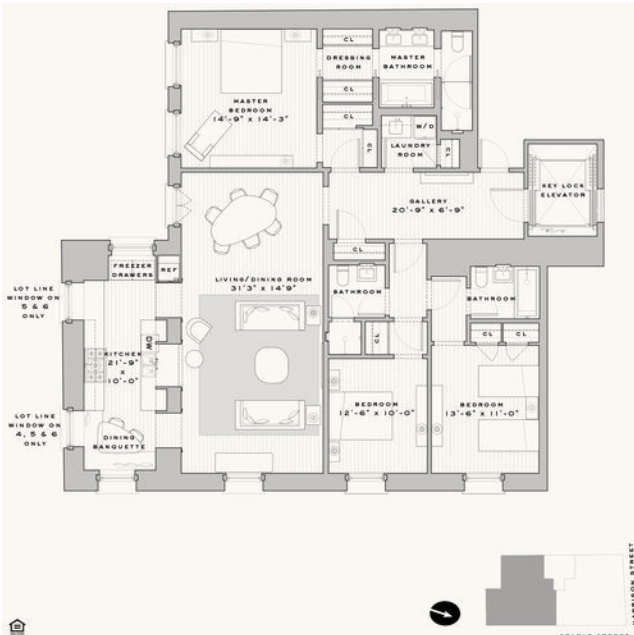 CL
DRESSING
ROOM
MASTER
BATHROOM
CL
MASTER
BEDROOM
14'-9" x 14'-3"
CL
W/D
LAUNDRY
ROOM
CL
CL
KEY LOCK
ELEVATOR
GALLERY
20'-9" x 6'-9"
CL
FREEZER
DRAWERS
REF
LIVING/DINING ROOM
31'3" x 14'9"
BATHROOM
BATHROOM
LOT LINE
WINDOW ON
5 & 6
ONLY
DW
KITCHEN
21'-9"
x
10'-0"
CL
CL
CL
BEDROOM
12'-6" x 10'-0"
BEDROOM
13'-6" x 11'-0"
LOT LINE
WINDOW ON
4, 5 & 6
ONLY
DINING
BANQUETTE
STREET